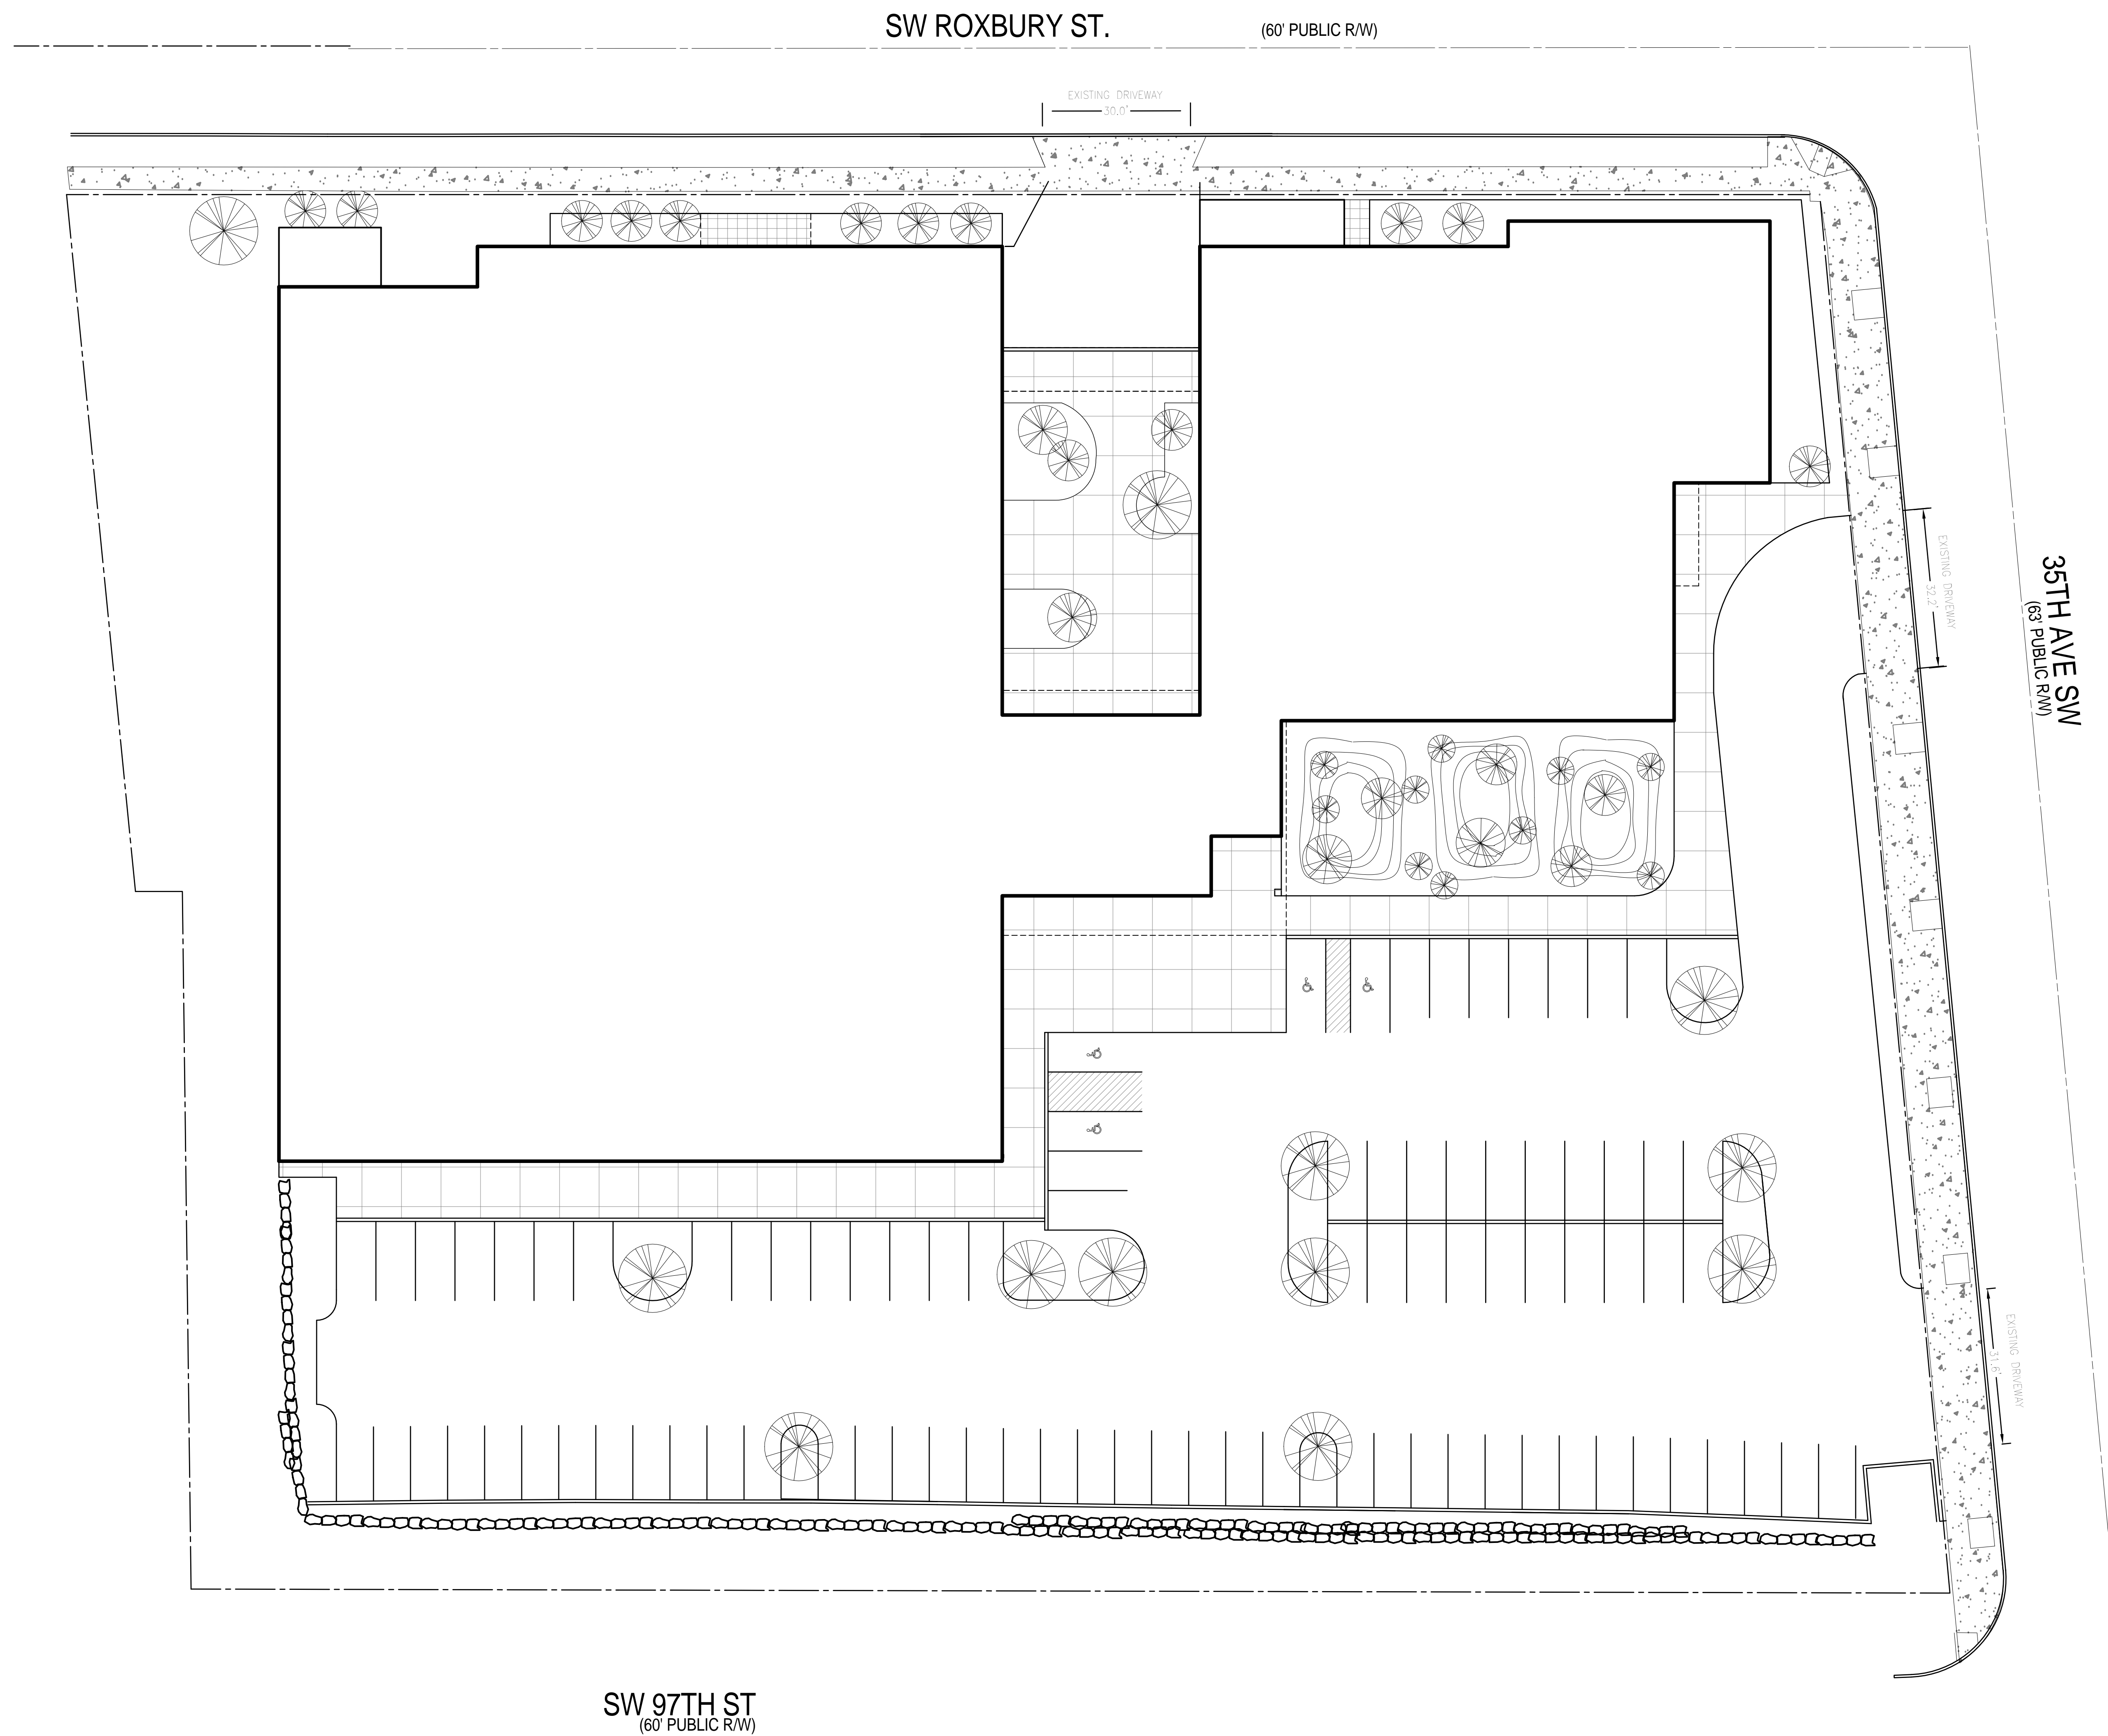 SW ROXBURY ST.
(60' PUBLIC R/W)
EXISTING DRIVEWAY
30.0'
EXISTING DRIVEWAY
32.2'
35TH AVE SW
(63' PUBLIC R/W)
EXISTING DRIVEWAY
31.6'
SW 97TH ST
(60' PUBLIC R/W)